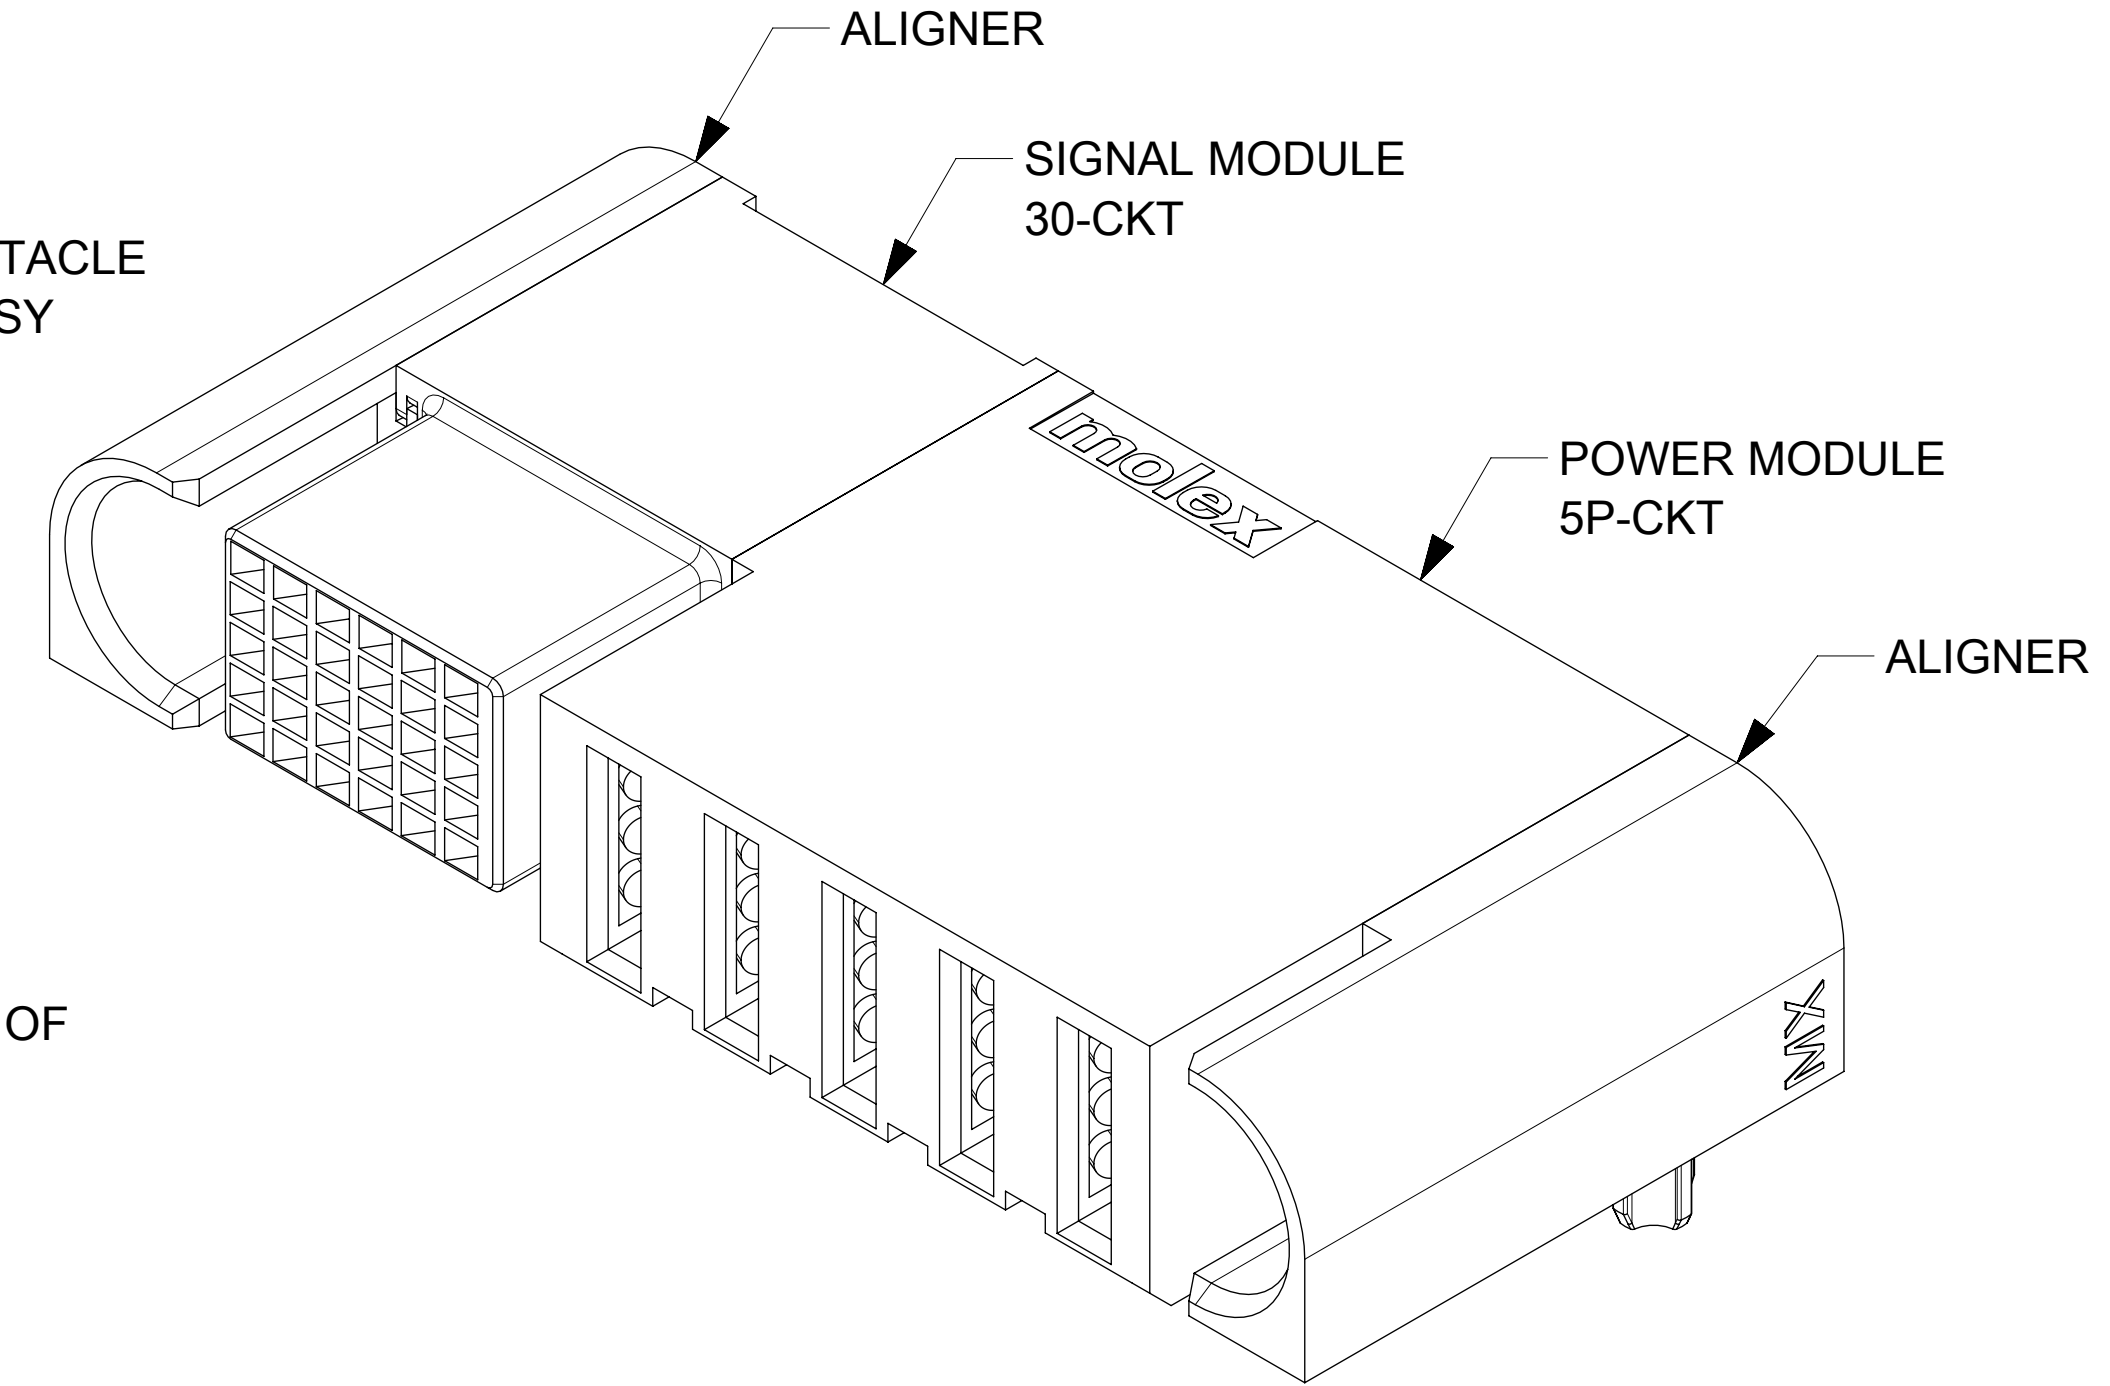 ALIGNER
SIGNAL MODULE
30-CKT
TACLE
SY
molex
POWER MODULE
5P-CKT
ALIGNER
OF
MX